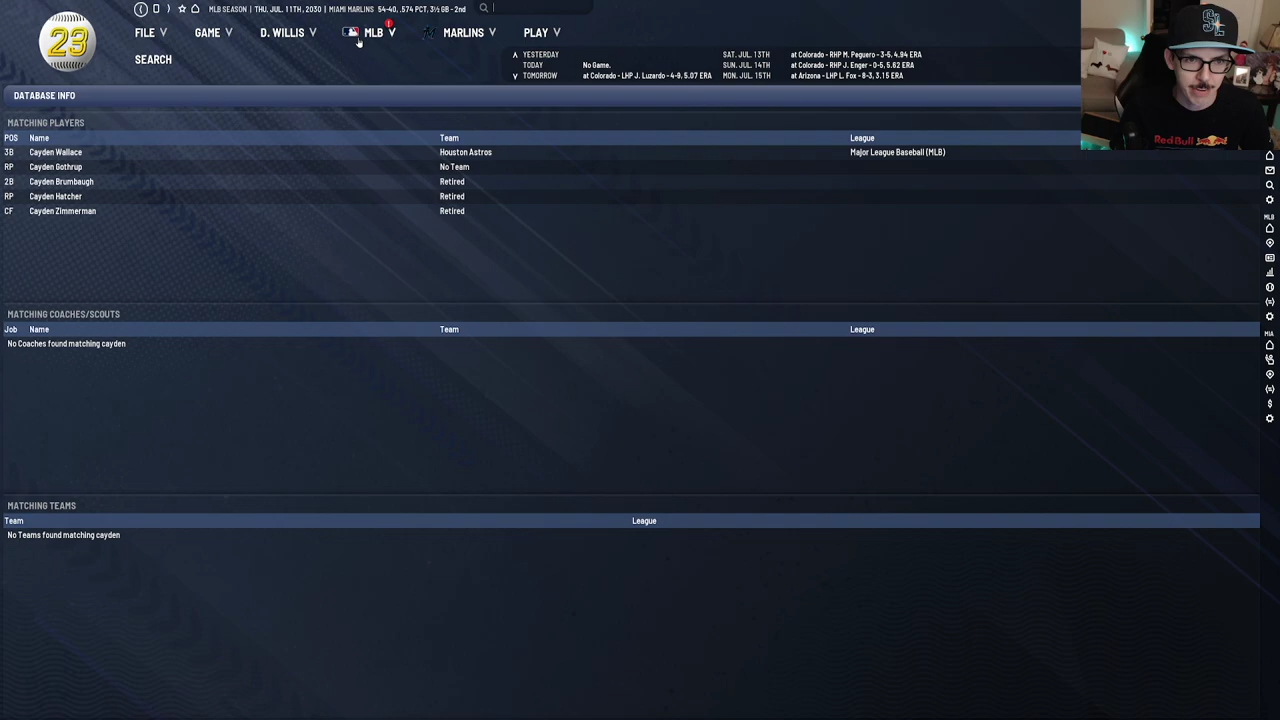 MLB SEASON | THU. JUL. 11TH, 2030 | MIAMI MARLINS 54-40, .574 PCT, 3½ GB - 2nd
23
FILE GAME D. WILLIS MLB ! MARLINS PLAY
SEARCH
YESTERDAY
TODAY No Game.
TOMORROW at Colorado - LHP J. Luzardo - 4-9, 5.07 ERA
SAT. JUL. 13TH at Colorado - RHP M. Peguero - 3-5, 4.94 ERA
SUN. JUL. 14TH at Colorado - RHP J. Enger - 0-5, 5.62 ERA
MON. JUL. 15TH at Arizona - LHP L. Fox - 8-3, 3.15 ERA
DATABASE INFO
MATCHING PLAYERS
POS Name Team League
3B Cayden Wallace Houston Astros Major League Baseball (MLB)
RP Cayden Gothrup No Team
2B Cayden Brumbaugh Retired
RP Cayden Hatcher Retired
CF Cayden Zimmerman Retired
MATCHING COACHES/SCOUTS
Job Name Team League
No Coaches found matching cayden
MATCHING TEAMS
Team League
No Teams found matching cayden
MLB
MIA
$
SL
Red Bull